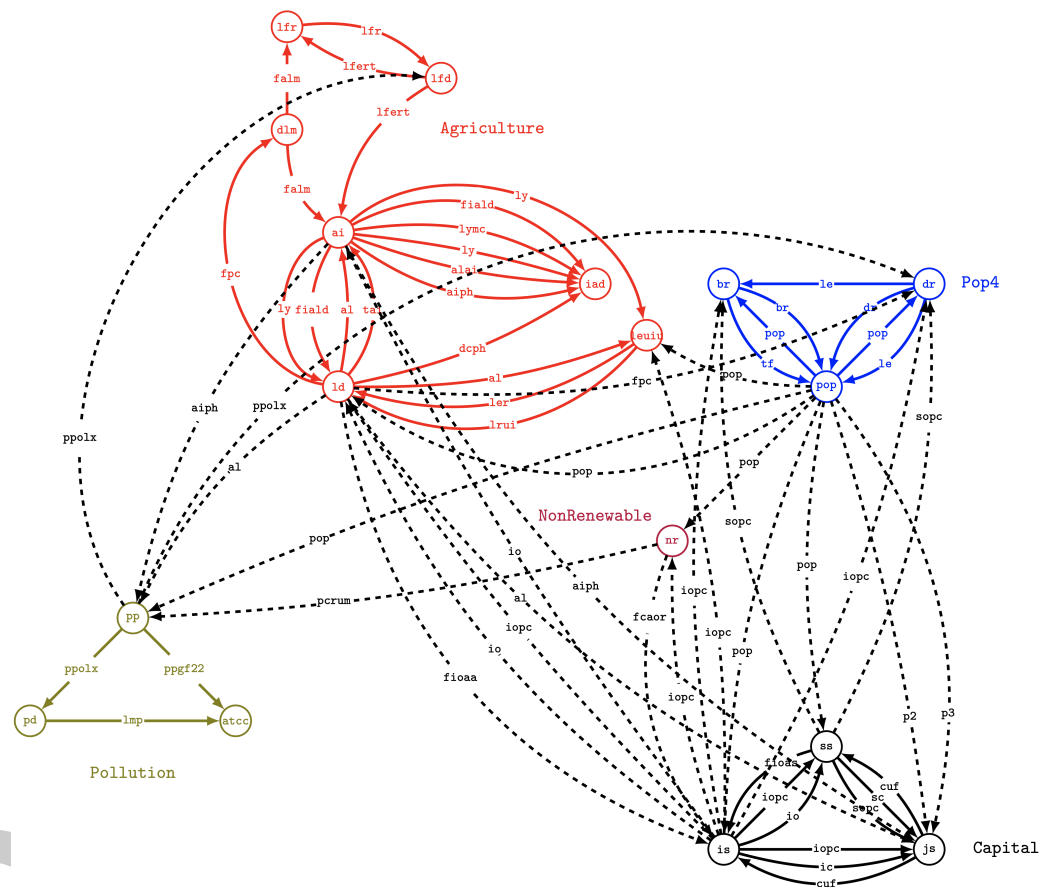 lfr
lfr
lfert
falm
lfd
lfert
dlm
Agriculture
falm
ly
fiald
ai
lymc
ly
alai
fpc
aiph
iad
br
le
dr
Pop4
ly
fiald
al
tai
br
dr
leuiu
pop
pop
dcph
tf
le
fpc
pop
al
ld
pop
ler
aiph
ppolx
lrui
sopc
ppolx
al
pop
pop
NonRenewable
sopc
pop
nr
io
pop
iopc
aiph
iopc
al
pcrum
fcaor
pp
iopc
iopc
io
pop
ppolx
ppgf22
fioaa
iopc
p2
p3
pd
lmp
atcc
ss
fioas
Pollution
cuf
iopc
sc
sopc
io
is
iopc
js
Capital
ic
cuf